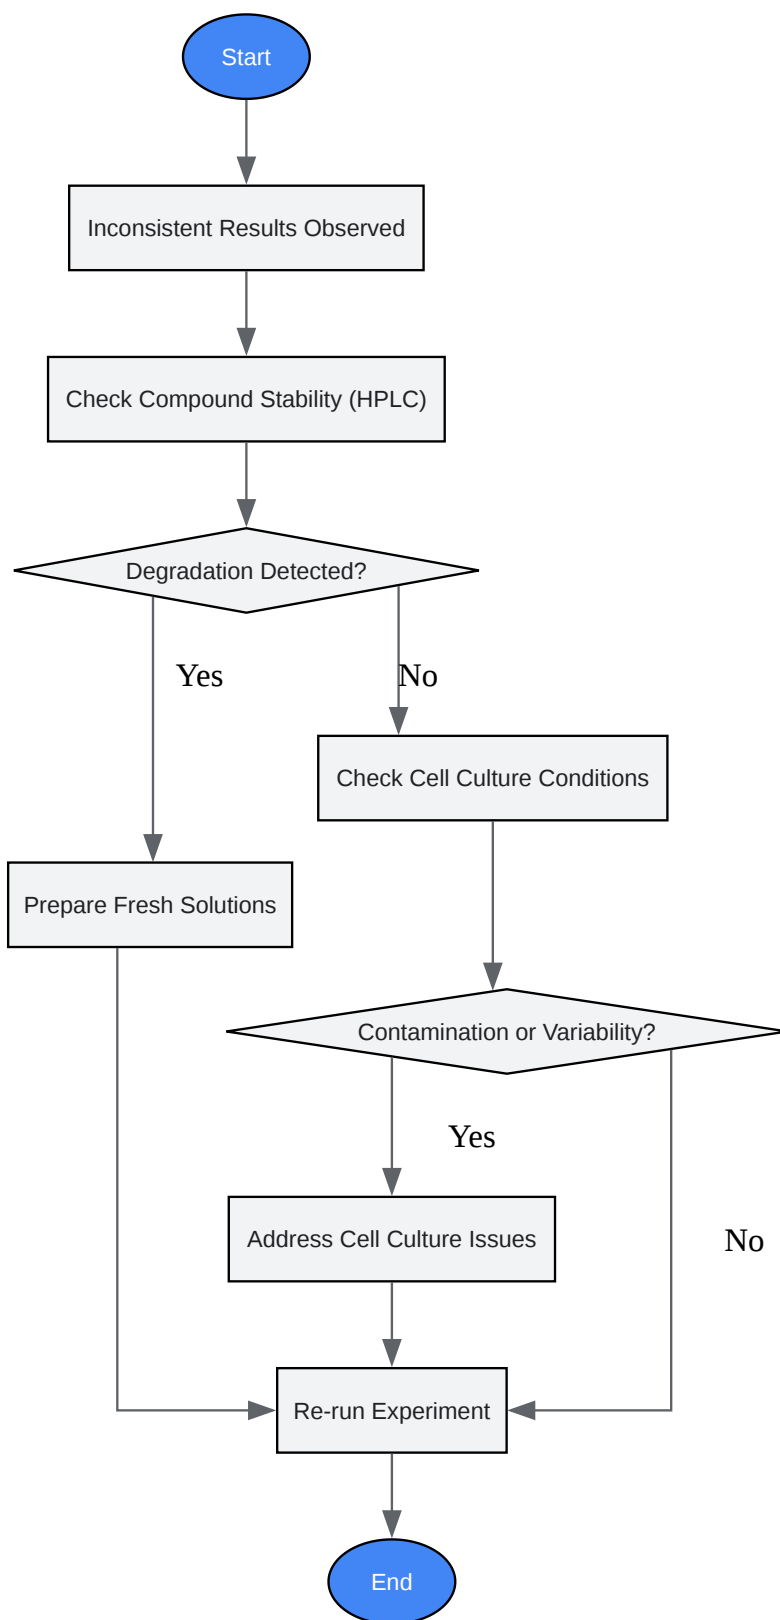 Start
Inconsistent Results Observed
Check Compound Stability (HPLC)
Degradation Detected?
Yes
No
Check Cell Culture Conditions
Prepare Fresh Solutions
Contamination or Variability?
Yes
Address Cell Culture Issues
No
Re-run Experiment
End